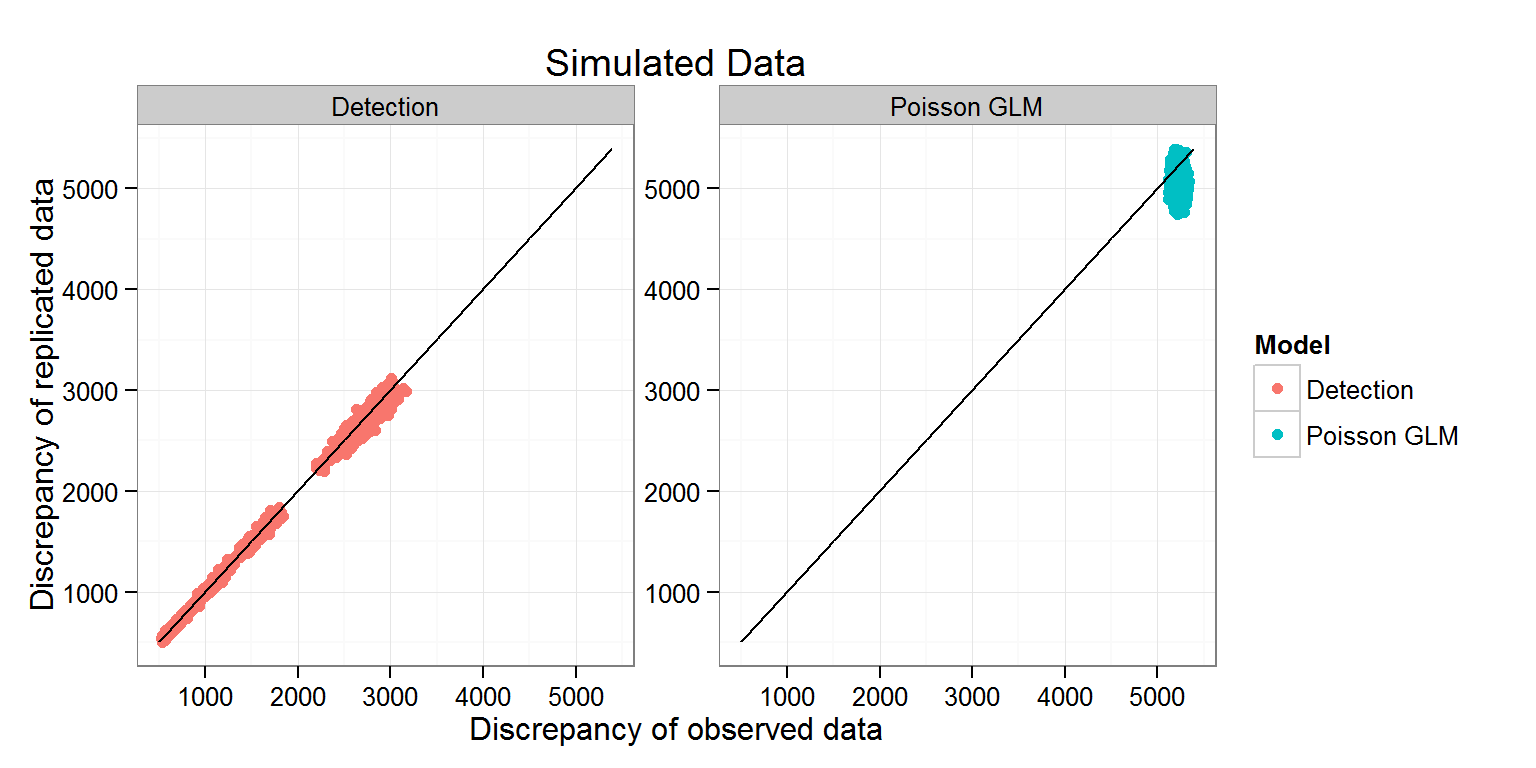 Simulated Data
Detection
Poisson GLM
Discrepancy of replicated data
5000
4000
3000
2000
1000
5000
4000
3000
2000
1000
1000 2000 3000 4000 5000
1000 2000 3000 4000 5000
Discrepancy of observed data
Model
Detection
Poisson GLM